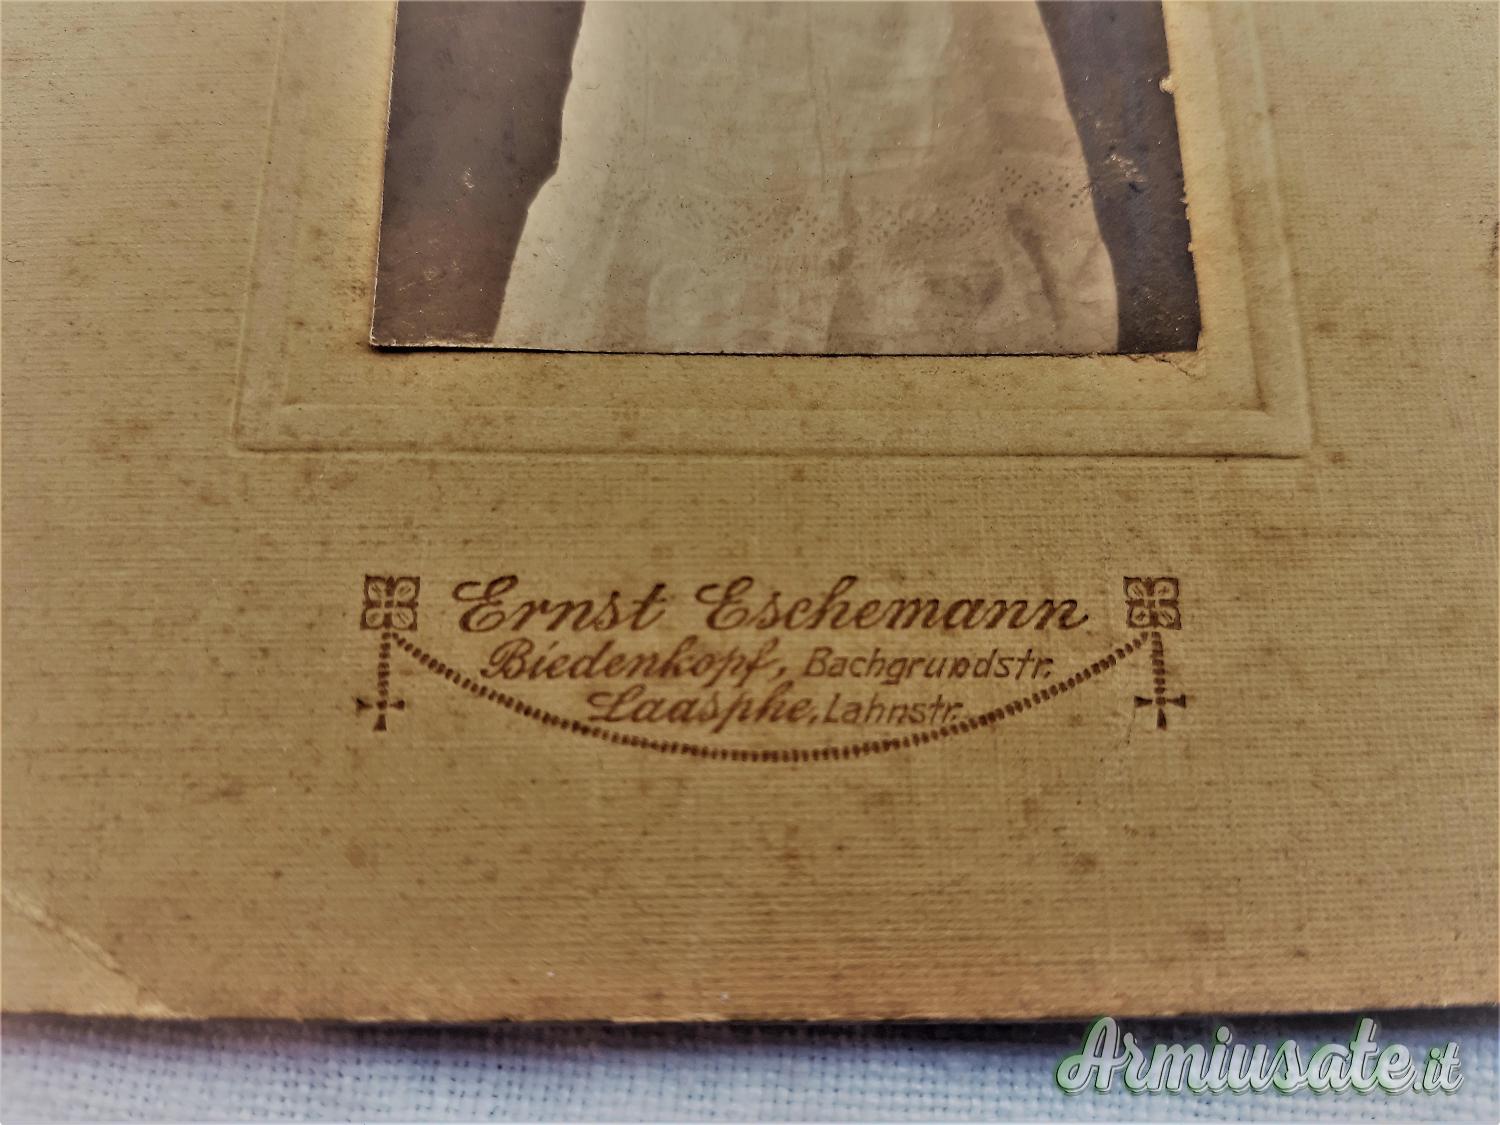 Ernst Eschemann
Biedenkopf, Bachgrundstr.
Laasphe, Lahnstr.
Armiusate.it